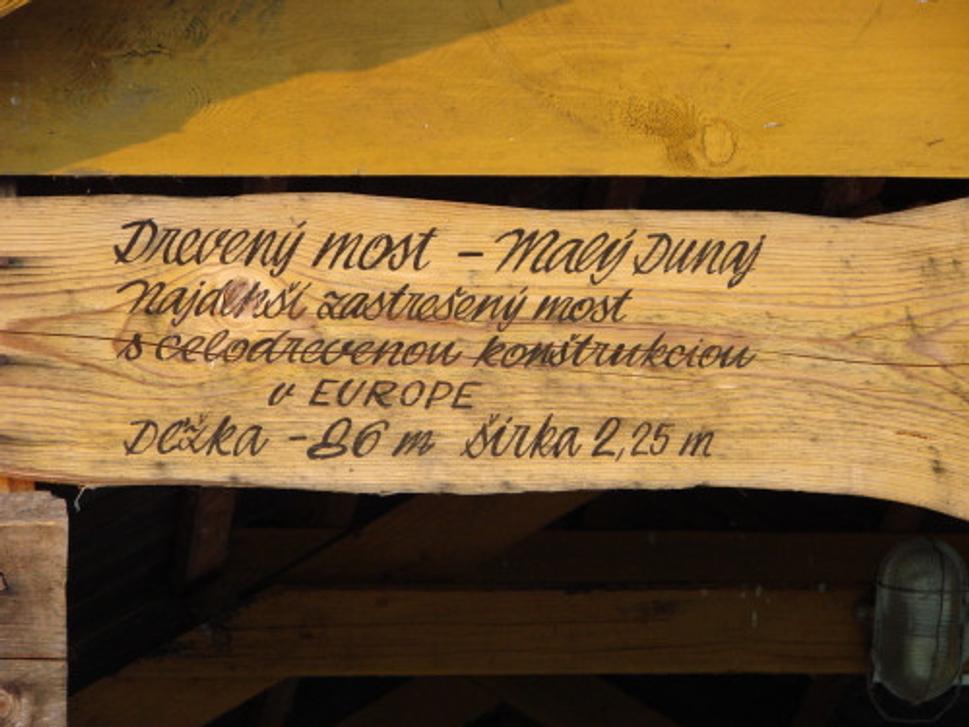 Drevený most - Malý Dunaj
Najdlhší zastrešený most
s celodrevenou konštrukciou
v EUROPE
Dĺžka - 86 m šírka 2,25 m